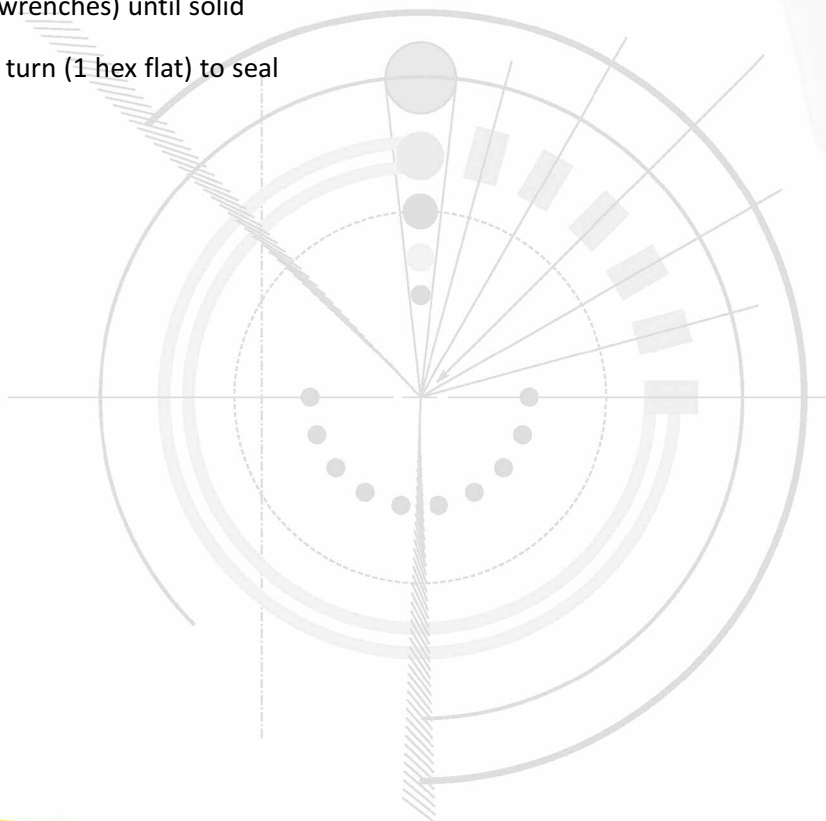 wrenches) until solid
turn (1 hex flat) to seal